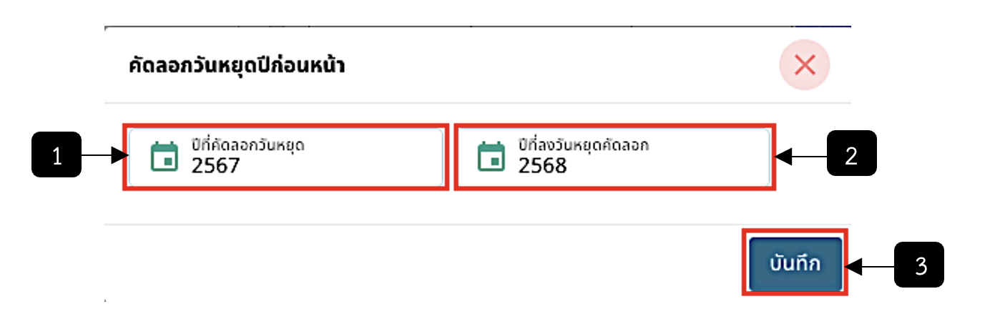 คัดลอกวันหยุดปีก่อนหน้า
1
ปีที่คัดลอกวันหยุด
2567
ปีที่ลงวันหยุดคัดลอก
2568
2
บันทึก
3